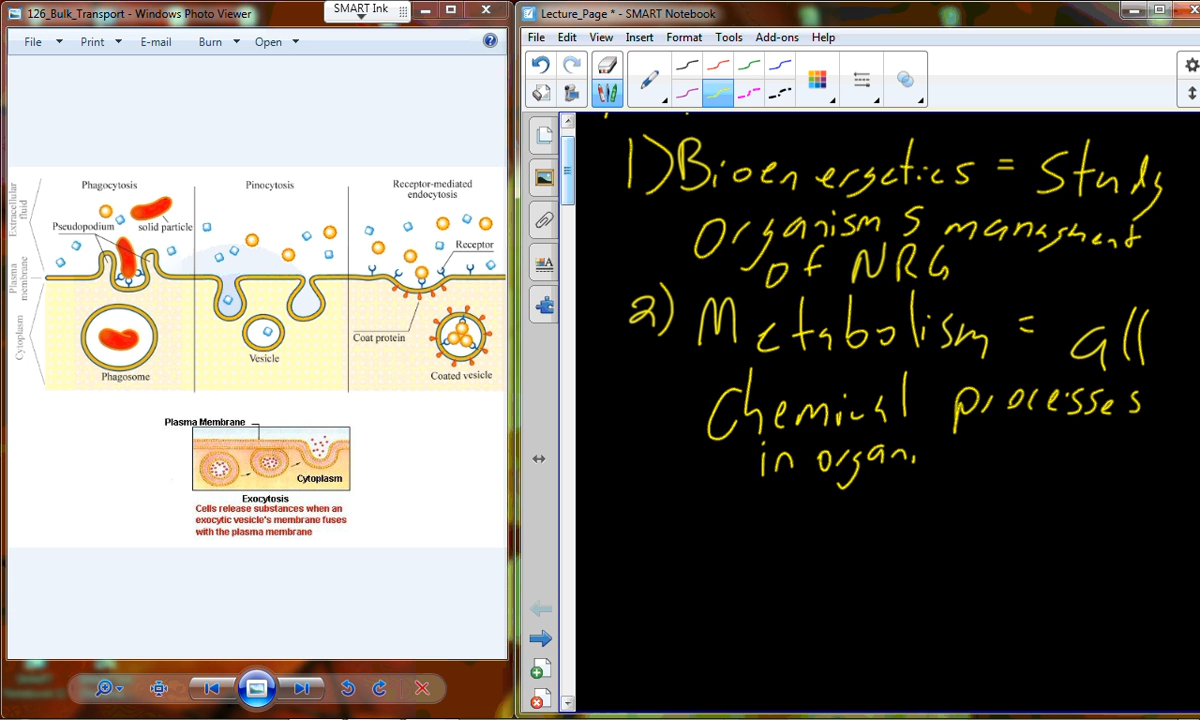 126_Bulk_Transport - Windows Photo Viewer
SMART Ink
File Print E-mail Burn Open
Phagocytosis
Pinocytosis
Receptor-mediated
endocytosis
Extracellular
fluid
Pseudopodium
solid particle
Receptor
Plasma
membrane
Cytoplasm
Coat protein
Vesicle
Phagosome
Coated vesicle
Plasma Membrane
Cytoplasm
Exocytosis
Cells release substances when an
exocytic vesicle's membrane fuses
with the plasma membrane
Lecture_Page * - SMART Notebook
File Edit View Insert Format Tools Add-ons Help
1) Bioenergetics = Study
Organisms managment
of NRG
2) Metabolism = all
Chemical processes
in organ